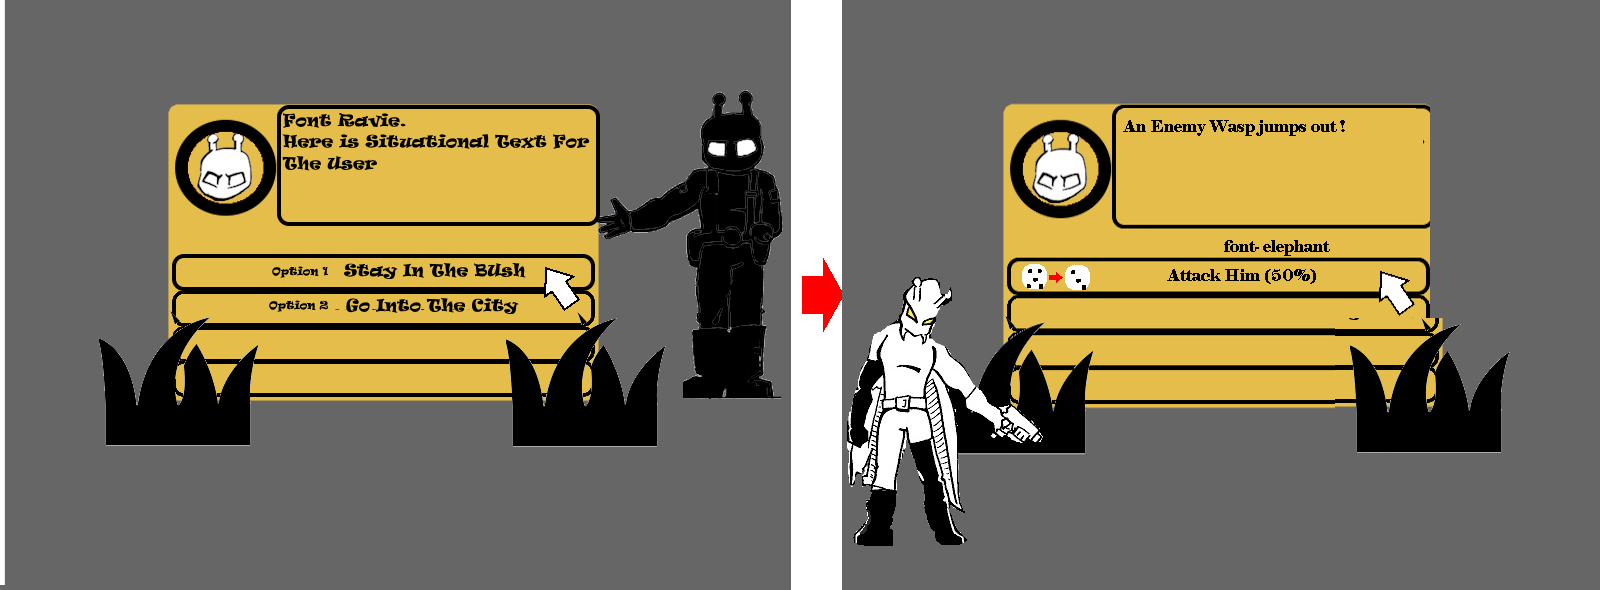 Font Ravie.
Here is Situational Text For
The User
Option 1 Stay In The BUsh
Option 2 Go Into The City
An Enemy Wasp jumps out !
font- elephant
Attack Him (50%)